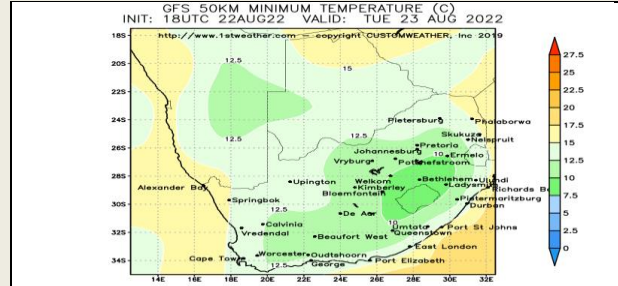 GFS 50KM MINIMUM TEMPERATURE (C)
INIT: 18UTC 22AUG22 VALID: TUE 23 AUG 2022
http://www.1stweather.com — copyright CUSTOMWEATHER, Inc 2019
18S
20S
22S
24S
26S
28S
30S
32S
34S
12.5
15
12.5
12.5
Pietersburg
Phalaborwa
Skukuza
Nelspruit
Pretoria
Johannesburg
10
Ermelo
Vryburg
Potchefstroom
Alexander Bay
Upington
Welkom
Kimberley
Bloemfontein
Bethlehem
Ulundi
Ladysmith
Richards B
Springbok
Pietermaritzburg
Durban
12.5
De Aar
10
Calvinia
Vredendal
Beaufort West
Umtata
Port St Johns
Queenstown
East London
Cape Town
Worcester
Oudtshoorn
12.5
George
Port Elizabeth
14E
16E
18E
20E
22E
24E
26E
28E
30E
32E
27.5
25
22.5
20
17.5
15
12.5
10
7.5
5
2.5
0